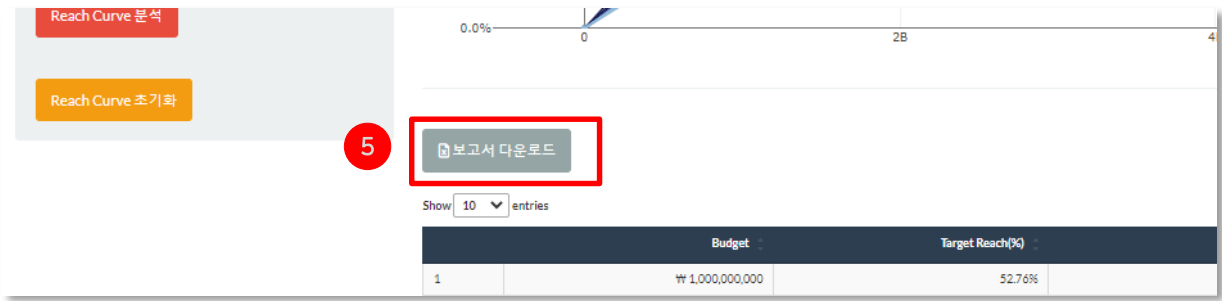 Reach Curve 분석
Reach Curve 초기화
0.0%
0
2B
5
보고서 다운로드
Show 10 entries
Budget
Target Reach(%)
1
₩ 1,000,000,000
52.76%